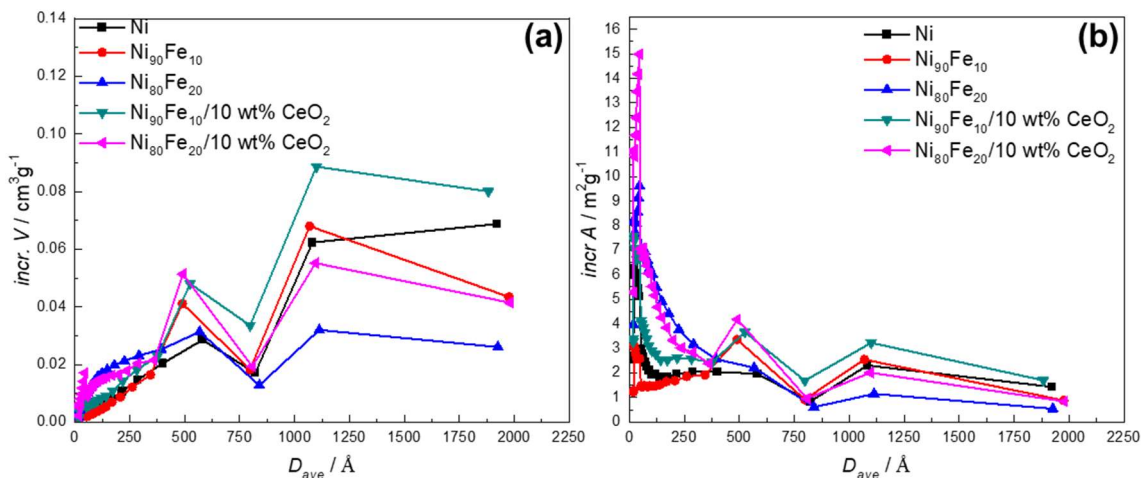 (a)
Ni
Ni₉₀Fe₁₀
Ni₈₀Fe₂₀
Ni₉₀Fe₁₀/10 wt% CeO₂
Ni₈₀Fe₂₀/10 wt% CeO₂
incr. V / cm³g⁻¹
0.14
0.12
0.10
0.08
0.06
0.04
0.02
0.00
0 250 500 750 1000 1250 1500 1750 2000 2250
D_ave / Å
(b)
Ni
Ni₉₀Fe₁₀
Ni₈₀Fe₂₀
Ni₉₀Fe₁₀/10 wt% CeO₂
Ni₈₀Fe₂₀/10 wt% CeO₂
incr A / m²g⁻¹
16
15
14
13
12
11
10
9
8
7
6
5
4
3
2
1
0
0 250 500 750 1000 1250 1500 1750 2000 2250
D_ave / Å